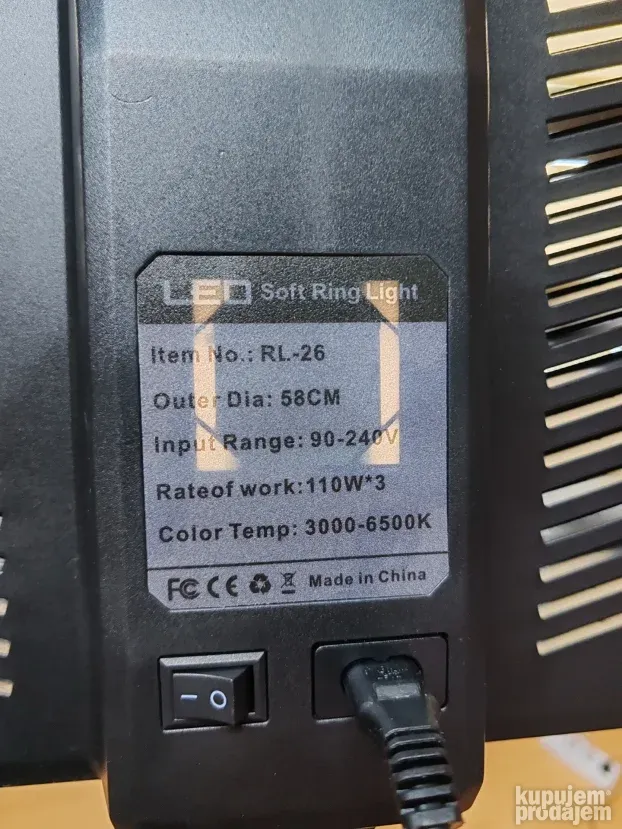 LED Soft Ring Light
Item No.: RL-26
Outer Dia: 58CM
Input Range: 90-240V
Rateof work:110W*3
Color Temp: 3000-6500K
FC CE Made in China
kupujem
prodajem